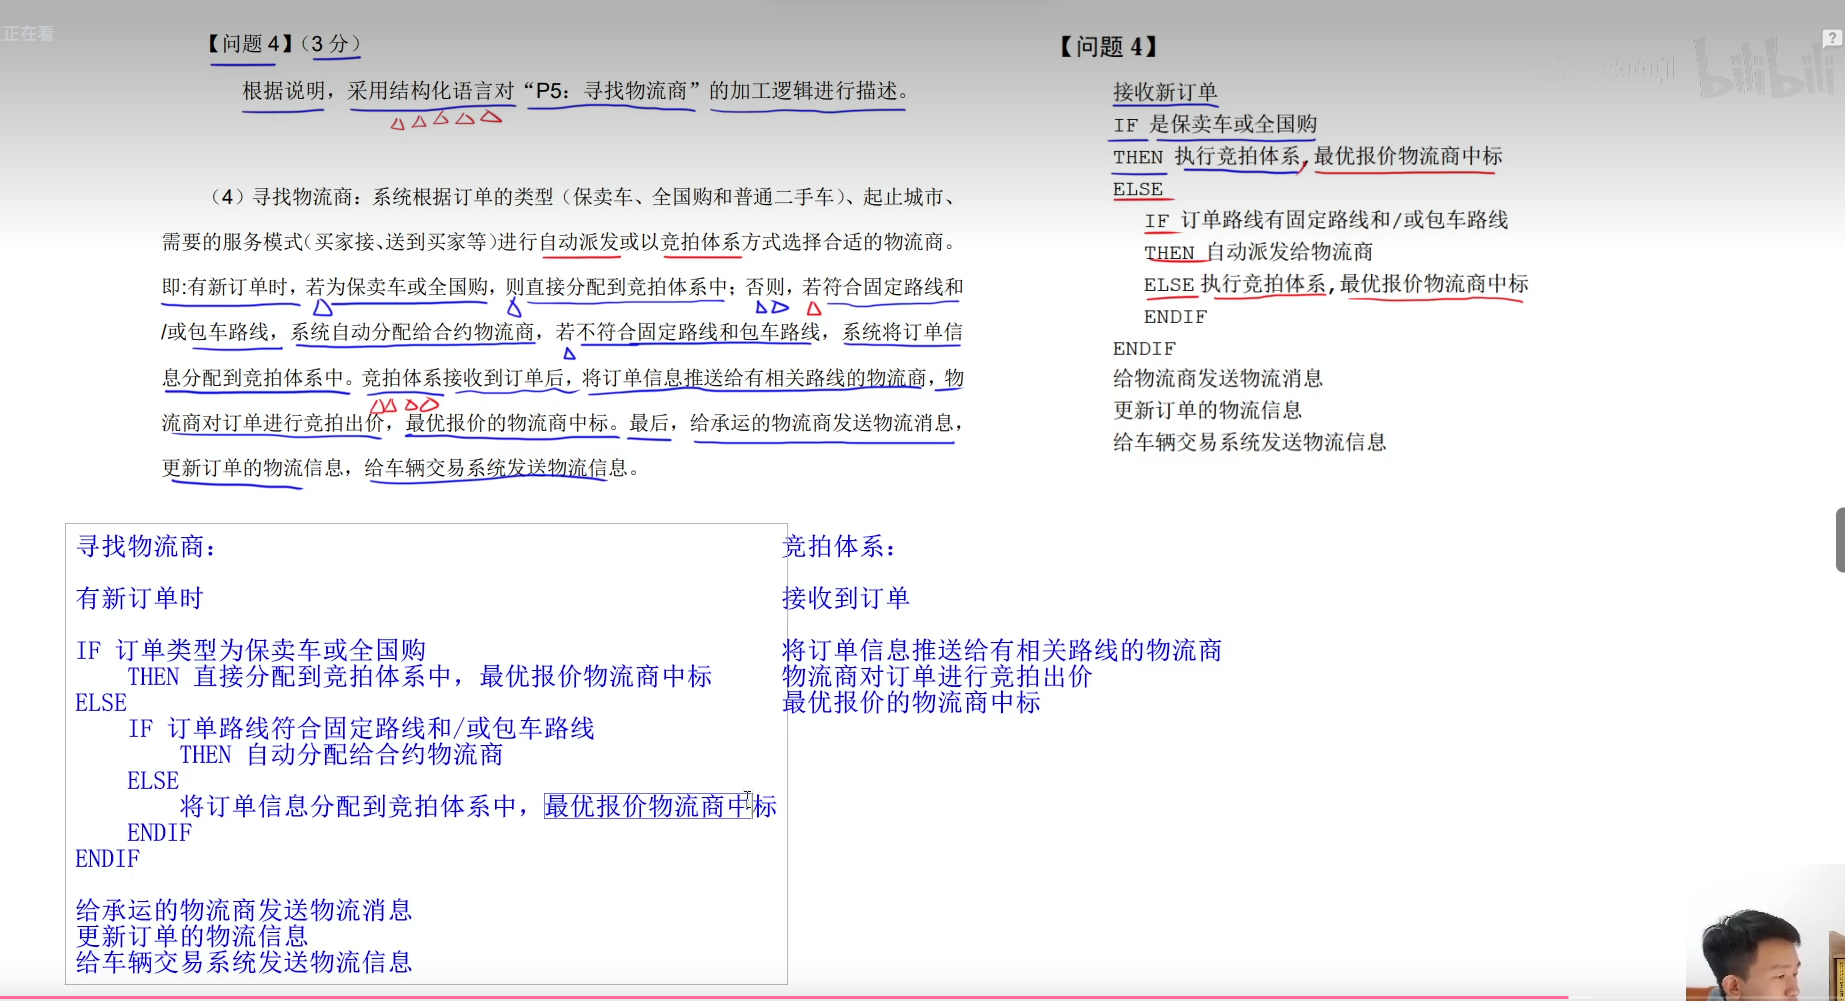 正在看
【问题 4】（3 分）
根据说明，采用结构化语言对“P5：寻找物流商”的加工逻辑进行描述。
（4）寻找物流商：系统根据订单的类型（保卖车、全国购和普通二手车）、起止城市、
需要的服务模式（买家接、送到买家等）进行自动派发或以竞拍体系方式选择合适的物流商。
即:有新订单时，若为保卖车或全国购，则直接分配到竞拍体系中；否则，若符合固定路线和
/或包车路线，系统自动分配给合约物流商，若不符合固定路线和包车路线，系统将订单信
息分配到竞拍体系中。竞拍体系接收到订单后，将订单信息推送给有相关路线的物流商，物
流商对订单进行竞拍出价，最优报价的物流商中标。最后，给承运的物流商发送物流消息，
更新订单的物流信息，给车辆交易系统发送物流信息。
【问题 4】
接收新订单
IF 是保卖车或全国购
THEN 执行竞拍体系,最优报价物流商中标
ELSE
IF 订单路线有固定路线和/或包车路线
THEN 自动派发给物流商
ELSE 执行竞拍体系,最优报价物流商中标
ENDIF
ENDIF
给物流商发送物流消息
更新订单的物流信息
给车辆交易系统发送物流信息
?
bilibili
寻找物流商：
有新订单时
IF 订单类型为保卖车或全国购
THEN 直接分配到竞拍体系中，最优报价物流商中标
ELSE
IF 订单路线符合固定路线和/或包车路线
THEN 自动分配给合约物流商
ELSE
将订单信息分配到竞拍体系中，最优报价物流商中标
ENDIF
ENDIF
给承运的物流商发送物流消息
更新订单的物流信息
给车辆交易系统发送物流信息
竞拍体系：
接收到订单
将订单信息推送给有相关路线的物流商
物流商对订单进行竞拍出价
最优报价的物流商中标